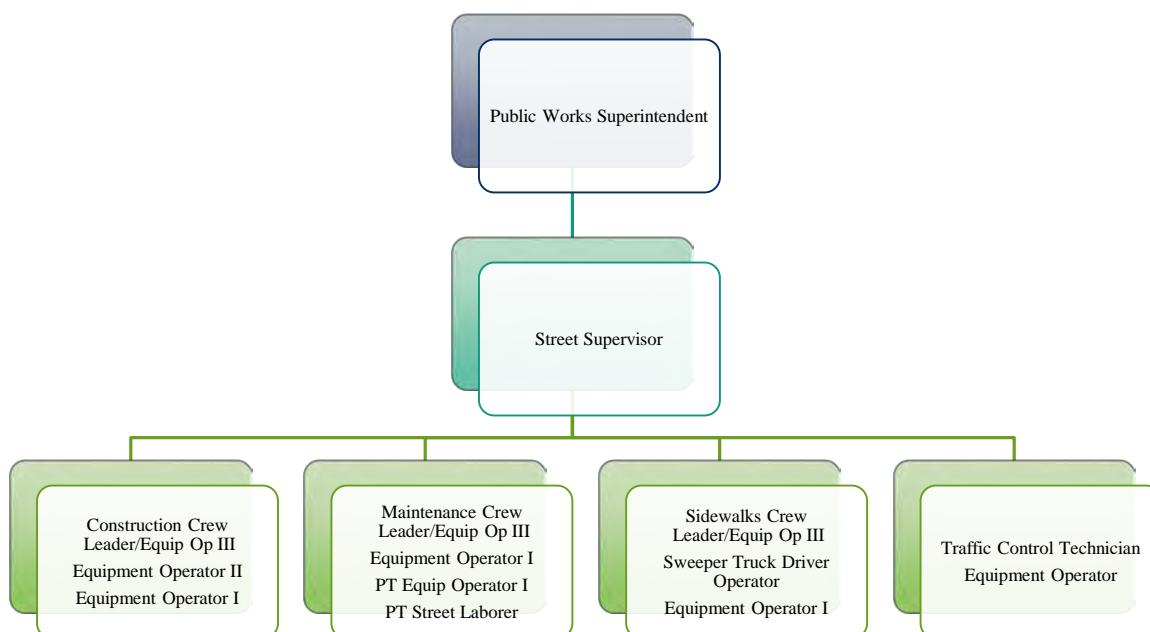 Public Works Superintendent
Street Supervisor
Construction Crew
Leader/Equip Op III
Equipment Operator II
Equipment Operator I
Maintenance Crew
Leader/Equip Op III
Equipment Operator I
PT Equip Operator I
PT Street Laborer
Sidewalks Crew
Leader/Equip Op III
Sweeper Truck Driver
Operator
Equipment Operator I
Traffic Control Technician
Equipment Operator